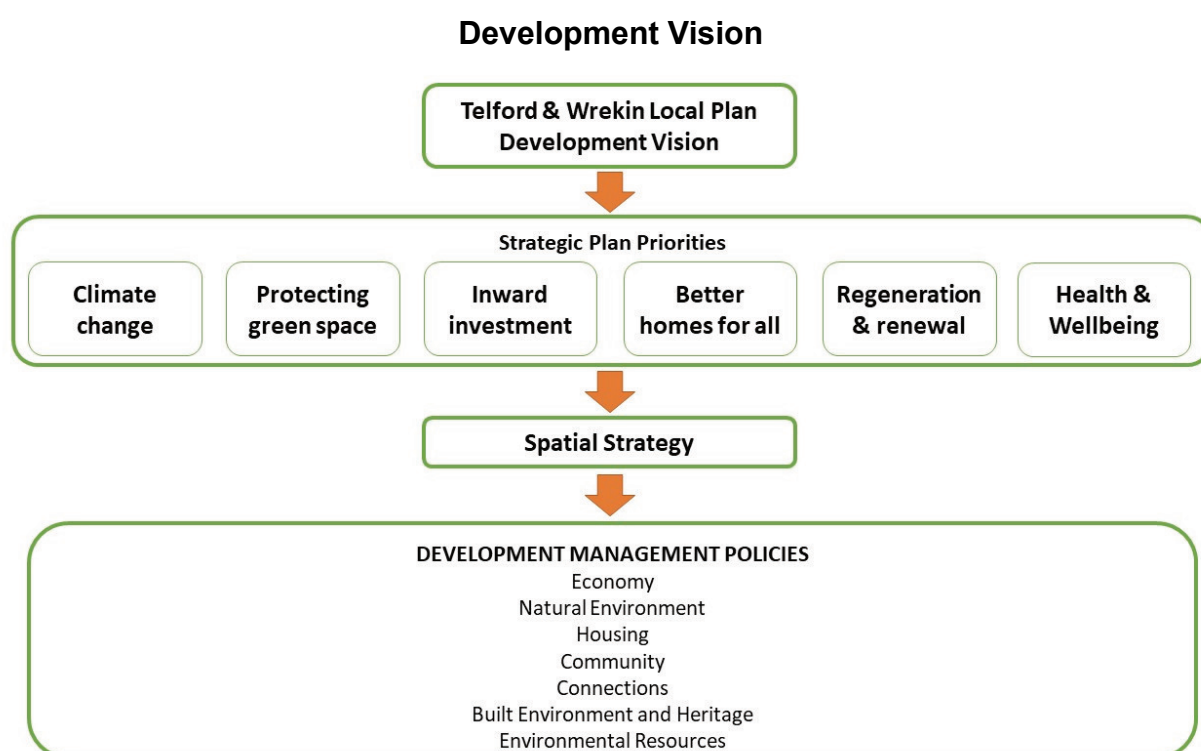 Development Vision
Telford & Wrekin Local Plan
Development Vision
Strategic Plan Priorities
Climate
change
Protecting
green space
Inward
investment
Better
homes for all
Regeneration
& renewal
Health &
Wellbeing
Spatial Strategy
DEVELOPMENT MANAGEMENT POLICIES
Economy
Natural Environment
Housing
Community
Connections
Built Environment and Heritage
Environmental Resources